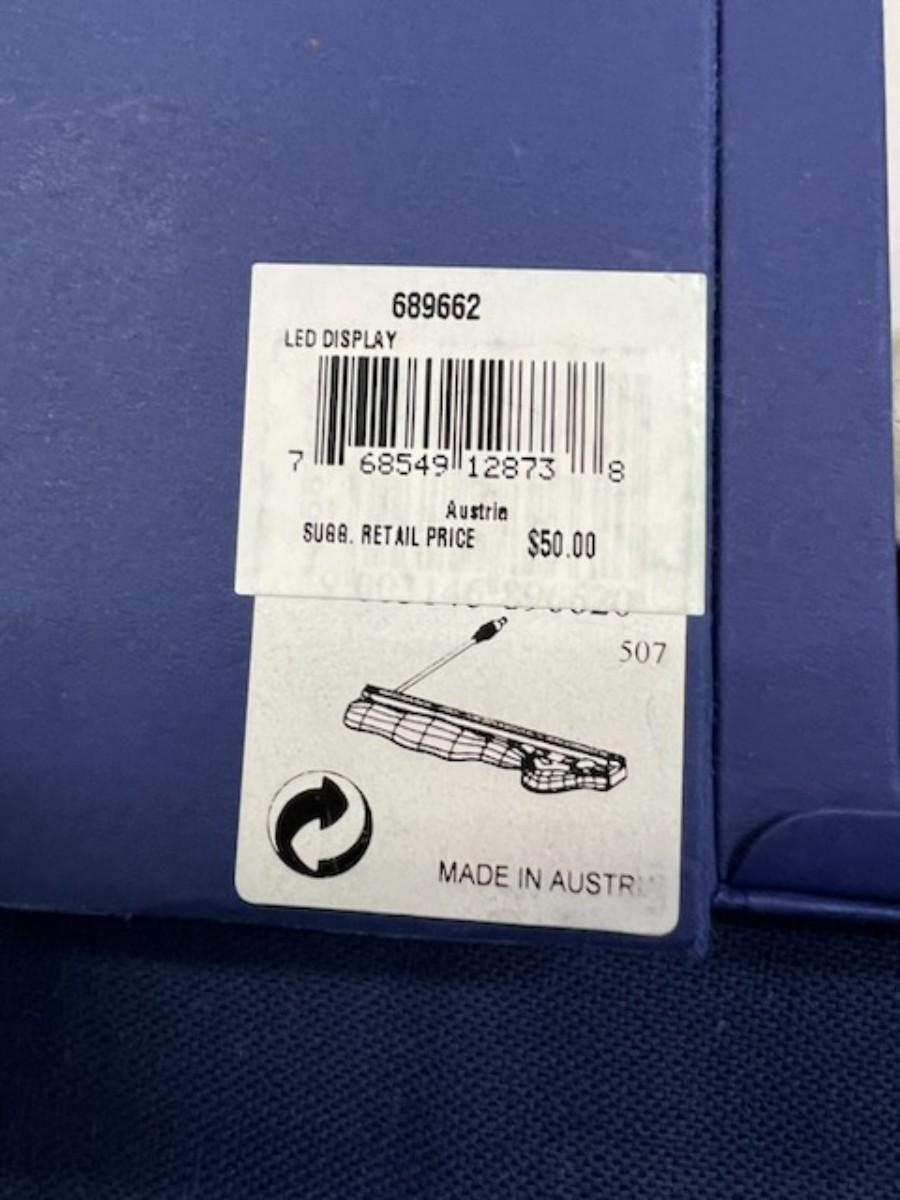 689662
LED DISPLAY
7 68549 12873 8
Austria
SUGG. RETAIL PRICE $50.00
507
MADE IN AUSTR